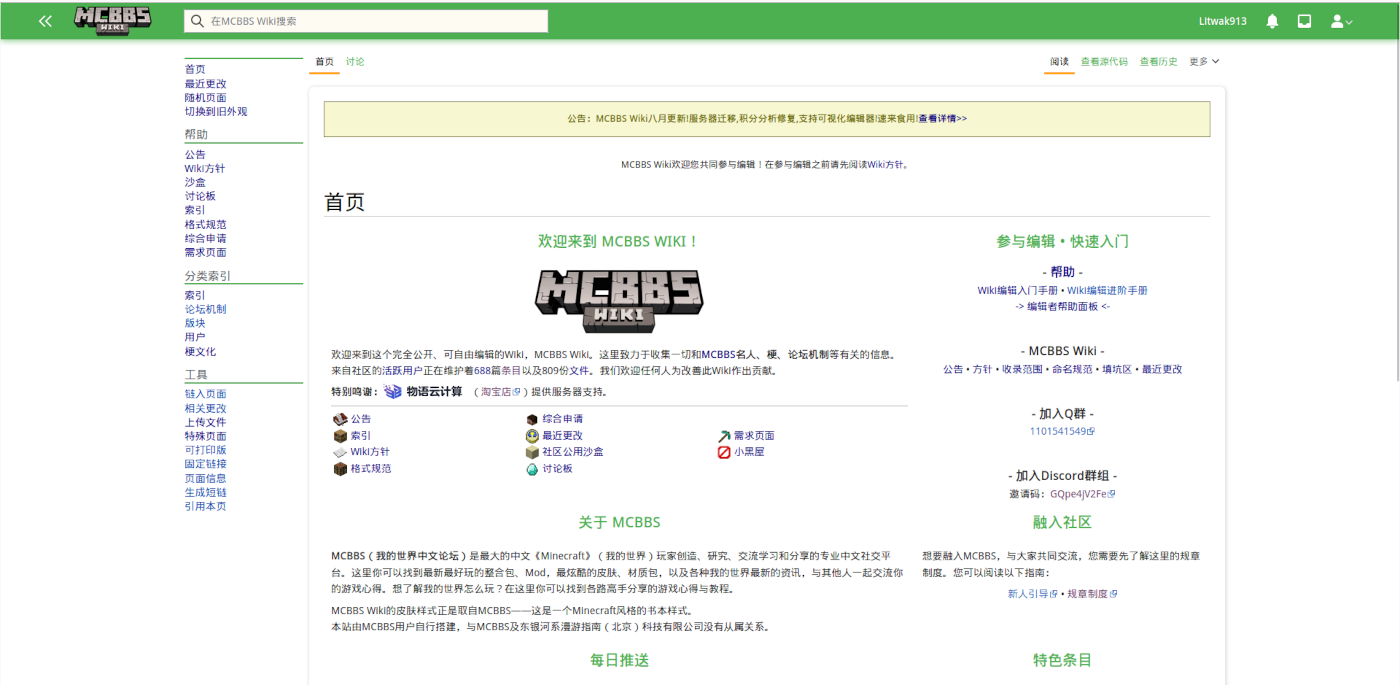 MCBBS
WIKI
在MCBBS Wiki搜索
Litwak913
首页
最近更改
随机页面
切换到旧外观
帮助
公告
Wiki方针
沙盒
讨论板
索引
格式规范
综合申请
需求页面
分类索引
索引
论坛机制
版块
用户
梗文化
工具
链入页面
相关更改
上传文件
特殊页面
可打印版
固定链接
页面信息
生成短链
引用本页
首页 讨论
阅读 查看源代码 查看历史 更多
公告：MCBBS Wiki八月更新!服务器迁移,积分分析修复,支持可视化编辑器!速来食用!查看详情>>
MCBBS Wiki欢迎您共同参与编辑！在参与编辑之前请先阅读Wiki方针。
首页
欢迎来到 MCBBS WIKI！
MCBBS
WIKI
欢迎来到这个完全公开、可自由编辑的Wiki，MCBBS Wiki。这里致力于收集一切和MCBBS名人、梗、论坛机制等有关的信息。
来自社区的活跃用户正在维护着688篇条目以及809份文件。我们欢迎任何人为改善此Wiki作出贡献。
特别鸣谢： 物语云计算 （淘宝店）提供服务器支持。
公告 综合申请
索引 最近更改 需求页面
Wiki方针 社区公用沙盒 小黑屋
格式规范 讨论板
参与编辑 • 快速入门
- 帮助 -
Wiki编辑入门手册 • Wiki编辑进阶手册
-> 编辑者帮助面板 <-
- MCBBS Wiki -
公告 • 方针 • 收录范围 • 命名规范 • 填坑区 • 最近更改
- 加入Q群 -
1101541549
- 加入Discord群组 -
邀请码：GQpe4jV2Fe
关于 MCBBS
MCBBS（我的世界中文论坛）是最大的中文《Minecraft》（我的世界）玩家创造、研究、交流学习和分享的专业中文社交平
台。这里你可以找到最新最好玩的整合包、Mod，最炫酷的皮肤、材质包，以及各种我的世界最新的资讯，与其他人一起交流你
的游戏心得。想了解我的世界怎么玩？在这里你可以找到各路高手分享的游戏心得与教程。
MCBBS Wiki的皮肤样式正是取自MCBBS——这是一个Minecraft风格的书本样式。
本站由MCBBS用户自行搭建，与MCBBS及东银河系漫游指南（北京）科技有限公司没有从属关系。
融入社区
想要融入MCBBS，与大家共同交流，您需要先了解这里的规章
制度。您可以阅读以下指南：
新人引导 • 规章制度
每日推送
特色条目